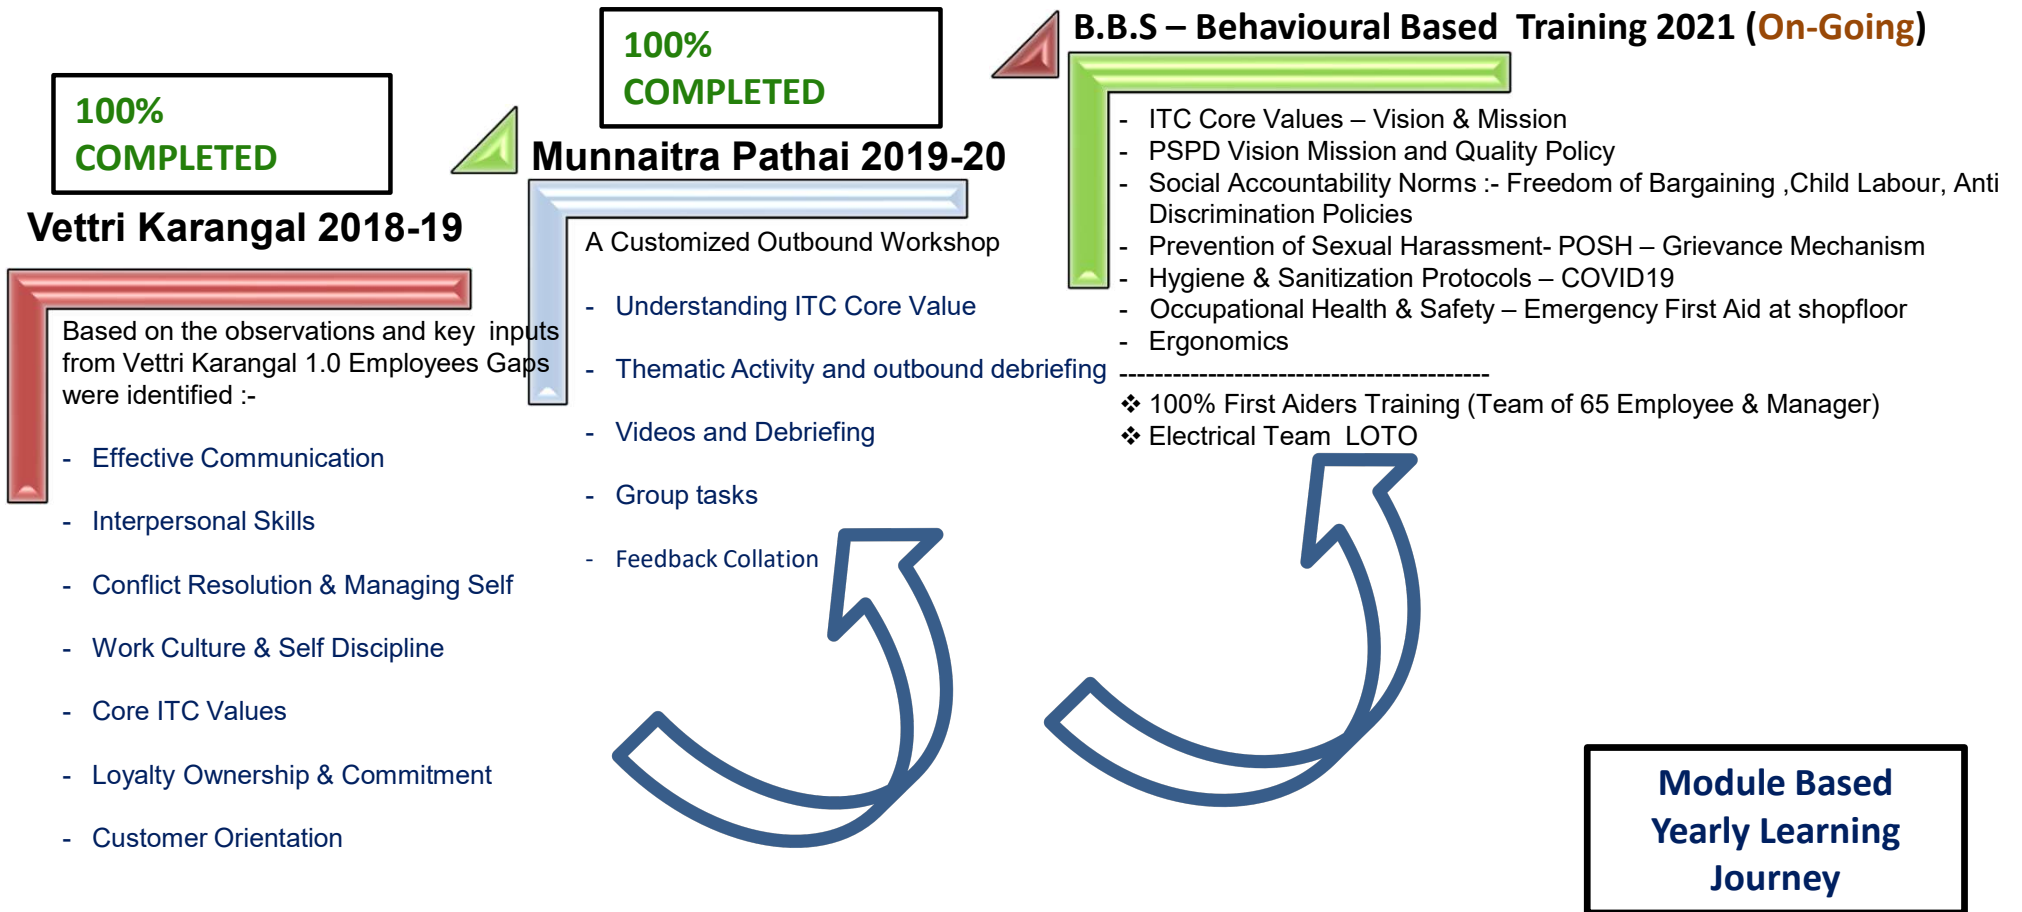 100%
COMPLETED
Vettri Karangal 2018-19
Based on the observations and key inputs
from Vettri Karangal 1.0 Employees Gaps
were identified :-
- Effective Communication
- Interpersonal Skills
- Conflict Resolution & Managing Self
- Work Culture & Self Discipline
- Core ITC Values
- Loyalty Ownership & Commitment
- Customer Orientation
100%
COMPLETED
Munnaitra Pathai 2019-20
A Customized Outbound Workshop
- Understanding ITC Core Value
- Thematic Activity and outbound debriefing
- Videos and Debriefing
- Group tasks
- Feedback Collation
B.B.S – Behavioural Based Training 2021 (On-Going)
- ITC Core Values – Vision & Mission
- PSPD Vision Mission and Quality Policy
- Social Accountability Norms :- Freedom of Bargaining ,Child Labour, Anti
Discrimination Policies
- Prevention of Sexual Harassment- POSH – Grievance Mechanism
- Hygiene & Sanitization Protocols – COVID19
- Occupational Health & Safety – Emergency First Aid at shopfloor
- Ergonomics
------------------------------------------
❖ 100% First Aiders Training (Team of 65 Employee & Manager)
❖ Electrical Team LOTO
Module Based
Yearly Learning
Journey